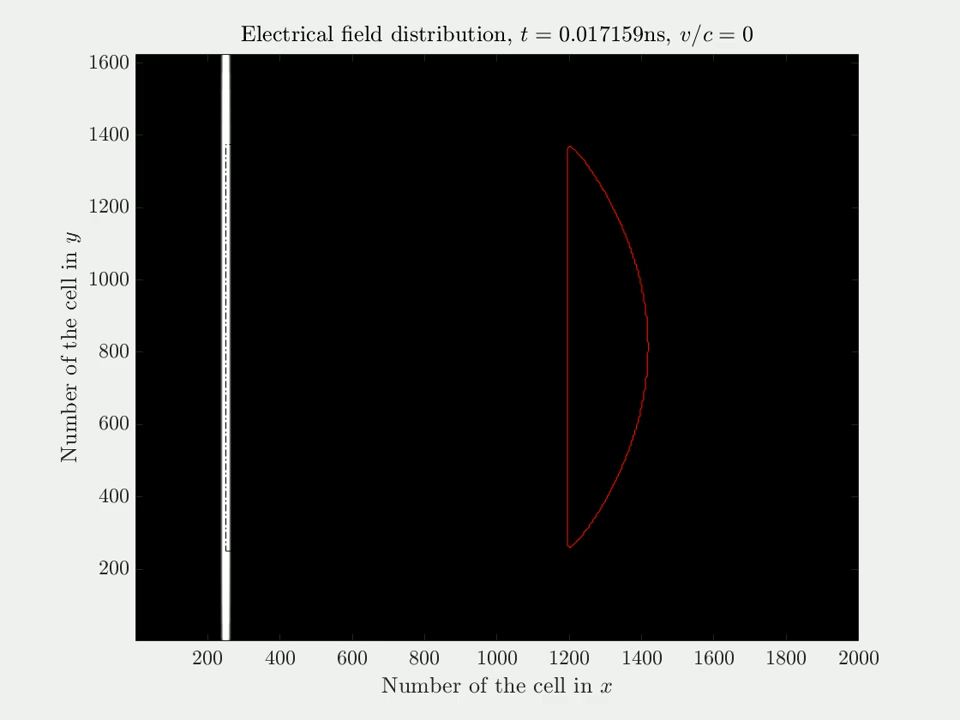 Electrical field distribution, t = 0.017159ns, v/c = 0
1600
1400
1200
1000
800
600
400
200
Number of the cell in y
200 400 600 800 1000 1200 1400 1600 1800 2000
Number of the cell in x